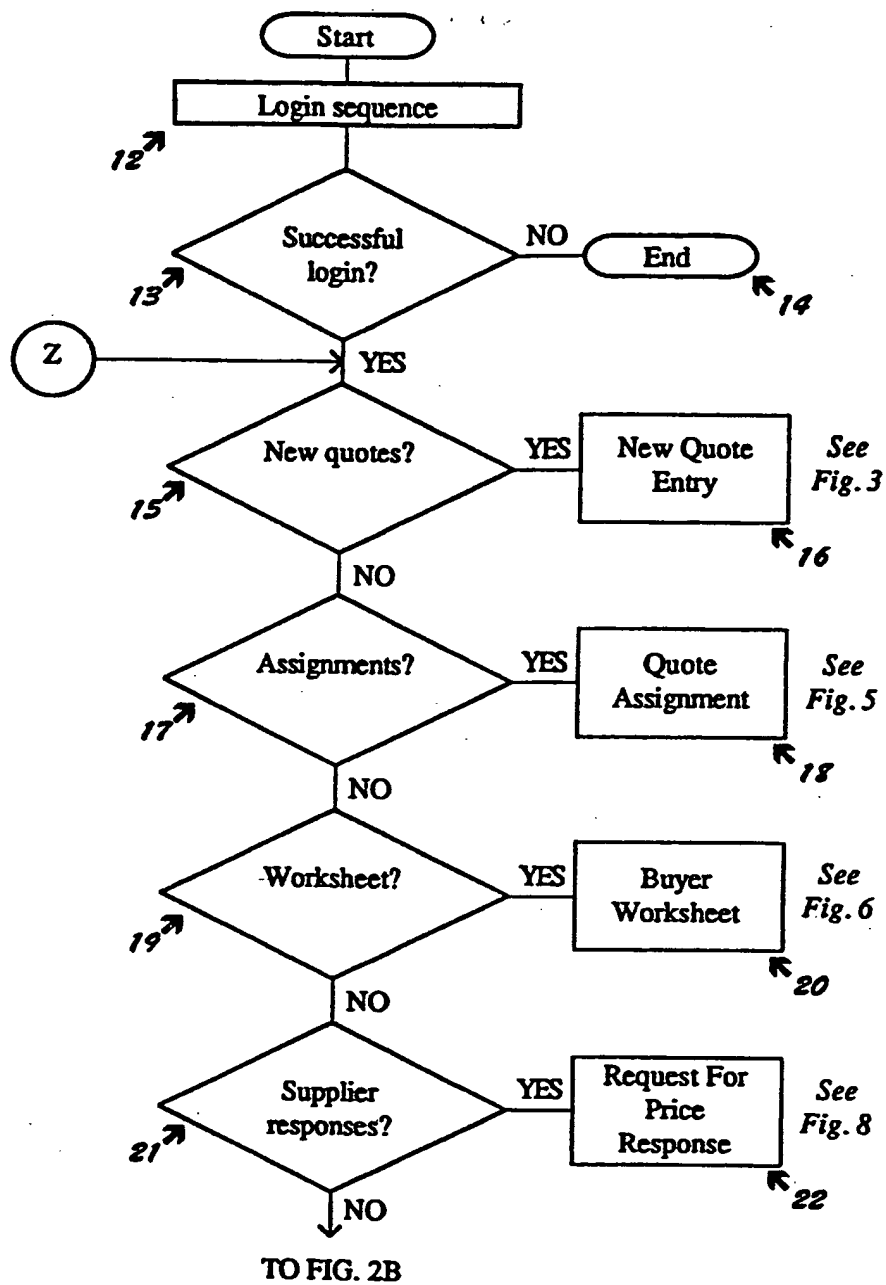 Start
Login sequence
12
Successful
login?
NO
End
13
14
Z
YES
New quotes?
YES
New Quote
Entry
See
Fig. 3
15
16
NO
Assignments?
YES
Quote
Assignment
See
Fig. 5
17
18
NO
Worksheet?
YES
Buyer
Worksheet
See
Fig. 6
19
20
NO
Supplier
responses?
YES
Request For
Price
Response
See
Fig. 8
21
22
NO
TO FIG. 2B